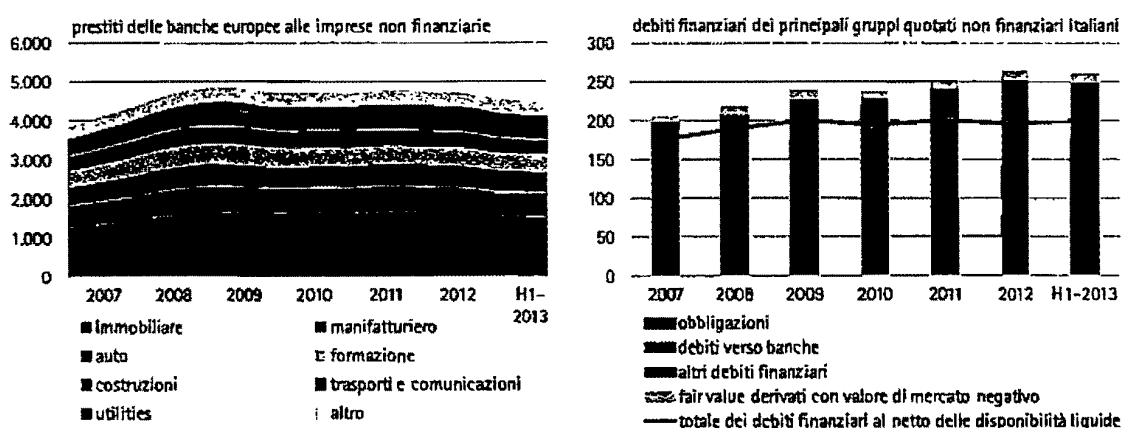 prestiti delle banche europee alle imprese non finanziarie
6.000
5.000
4.000
3.000
2.000
1.000
0
2007 2008 2009 2010 2011 2012 H1-
2013
immobiliare
manifatturiero
auto
formazione
costruzioni
trasporti e comunicazioni
utilities
altro
debiti finanziari dei principali gruppi quotati non finanziari italiani
300
250
200
150
100
50
0
2007 2008 2009 2010 2011 2012 H1-2013
obbligazioni
debiti verso banche
altri debiti finanziari
fair value derivati con valore di mercato negativo
totale dei debiti finanziari al netto delle disponibilità liquide